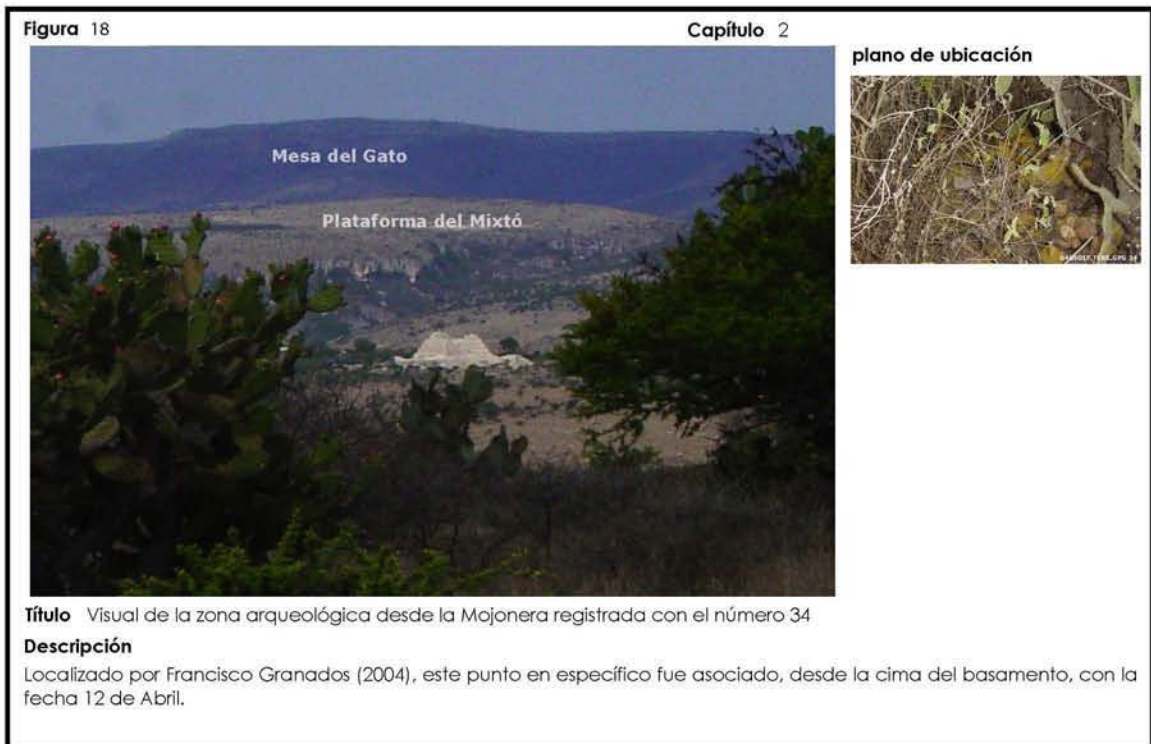 Figura 18
Capítulo 2
plano de ubicación
Mesa del Gato
Plataforma del Mixtó
Título Visual de la zona arqueológica desde la Mojonera registrada con el número 34
Descripción
Localizado por Francisco Granados (2004), este punto en específico fue asociado, desde la cima del basamento, con la
fecha 12 de Abril.